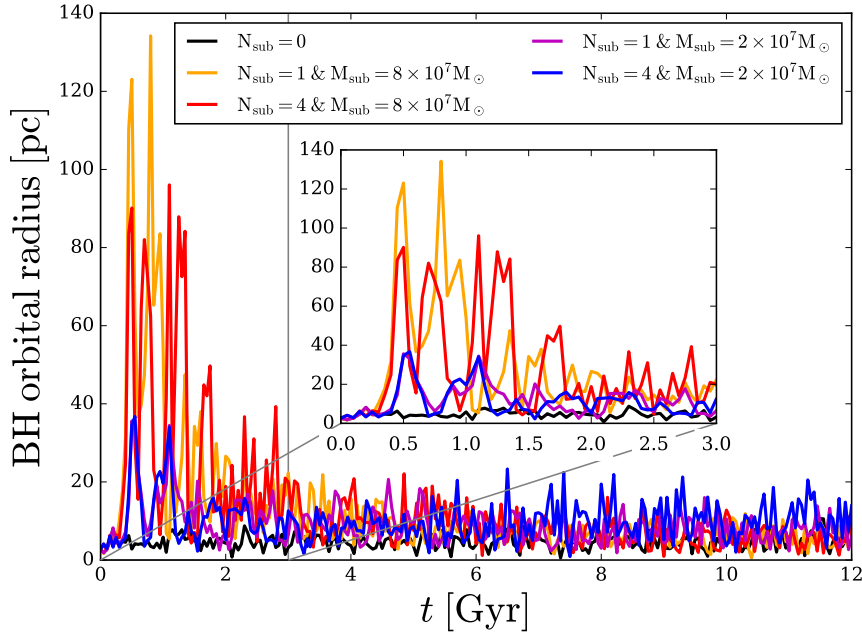 N_sub = 0
N_sub = 1 & M_sub = 8 × 10^7 M_⊙
N_sub = 4 & M_sub = 8 × 10^7 M_⊙
N_sub = 1 & M_sub = 2 × 10^7 M_⊙
N_sub = 4 & M_sub = 2 × 10^7 M_⊙
BH orbital radius [pc]
140
120
100
80
60
40
20
0
140
120
100
80
60
40
20
0
0.0 0.5 1.0 1.5 2.0 2.5 3.0
0 2 4 6 8 10 12
t [Gyr]